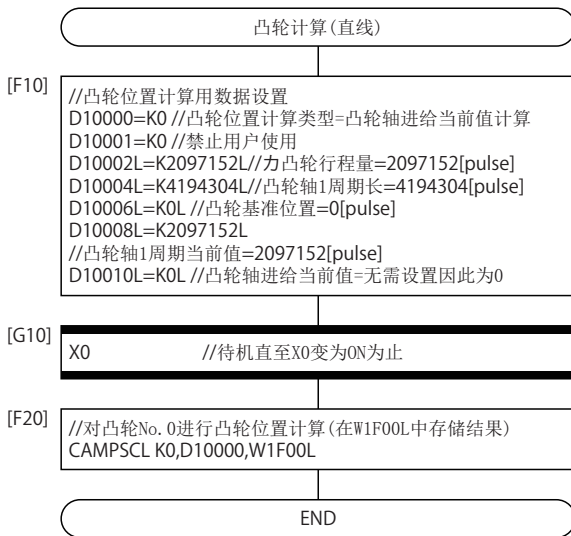 凸轮计算(直线)
[F10]
//凸轮位置计算用数据设置
D10000=K0 //凸轮位置计算类型=凸轮轴进给当前值计算
D10001=K0 //禁止用户使用
D10002L=K2097152L//カ凸轮行程量=2097152[pulse]
D10004L=K4194304L//凸轮轴1周期长=4194304[pulse]
D10006L=K0L //凸轮基准位置=0[pulse]
D10008L=K2097152L
//凸轮轴1周期当前值=2097152[pulse]
D10010L=K0L //凸轮轴进给当前值=无需设置因此为0
[G10]
X0 //待机直至X0变为ON为止
[F20]
//对凸轮No.0进行凸轮位置计算(在W1F00L中存储结果)
CAMPSCL K0,D10000,W1F00L
END